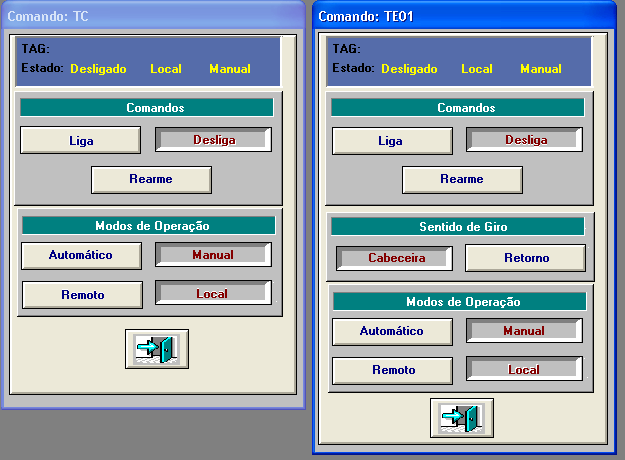 Comando: TC
TAG:
Estado: Desligado Local Manual
Comandos
Liga Desliga
Rearme
Modos de Operação
Automático Manual
Remoto Local
Comando: TE01
TAG:
Estado: Desligado Local Manual
Comandos
Liga Desliga
Rearme
Sentido de Giro
Cabeceira Retorno
Modos de Operação
Automático Manual
Remoto Local